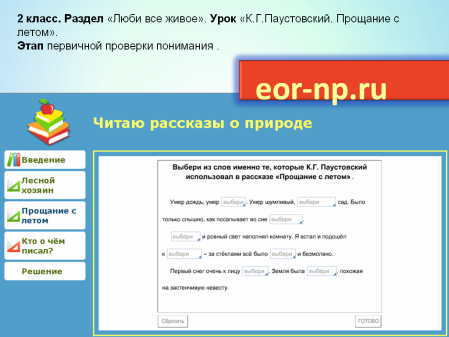 2 класс. Раздел «Люби все живое». Урок «К.Г.Паустовский. Прощание с
летом».
Этап первичной проверки понимания .
eor-np.ru
Читаю рассказы о природе
Введение
Лесной
хозяин
Прощание с
летом
Кто о чём
писал?
Решение
Выбери из слов именно те, которые К.Г. Паустовский
использовал в рассказе «Прощание с летом» .
Умер дождь, умер выбери . Умер шумливый, выбери сад. Было
только слышно, как посапывает во сне выбери .
выбери и ровный свет наполнял комнату. Я встал и подошёл
к выбери – за стёклами всё было выбери и безмолвно.
Первый снег очень к лицу выбери . Земля была выбери , похожая
на застенчивую невесту.
Сбросить
ГОТОВО